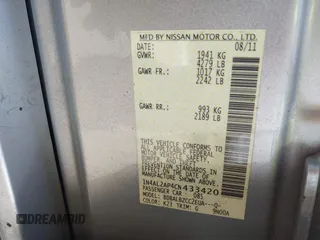 MFD BY NISSAN MOTOR CO., LTD.
DATE: 08/11
GVWR: 1941 KG
4279 LB
GAWR FR.: 1017 KG
2242 LB
GAWR RR.: 993 KG
2189 LB
THIS VEHICLE CONFORMS TO ALL
APPLICABLE FEDERAL MOTOR
VEHICLE SAFETY, BUMPER,
AND THEFT PREVENTION
STANDARDS IN EFFECT ON
THE DATE OF MANUFACTURE
SHOWN ABOVE.
1N4AL2AP4CN433420
PASSENGER CAR 085
MODEL:
COLOR: K23 TRIM: G
DREAMBID